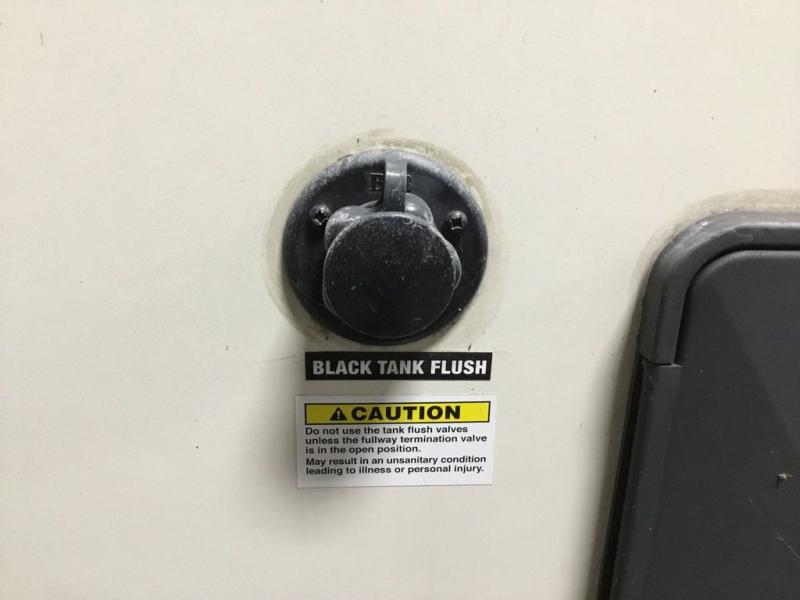 BLACK TANK FLUSH
CAUTION
Do not use the tank flush valves
unless the fullway termination valve
is in the open position.
May result in an unsanitary condition
leading to illness or personal injury.